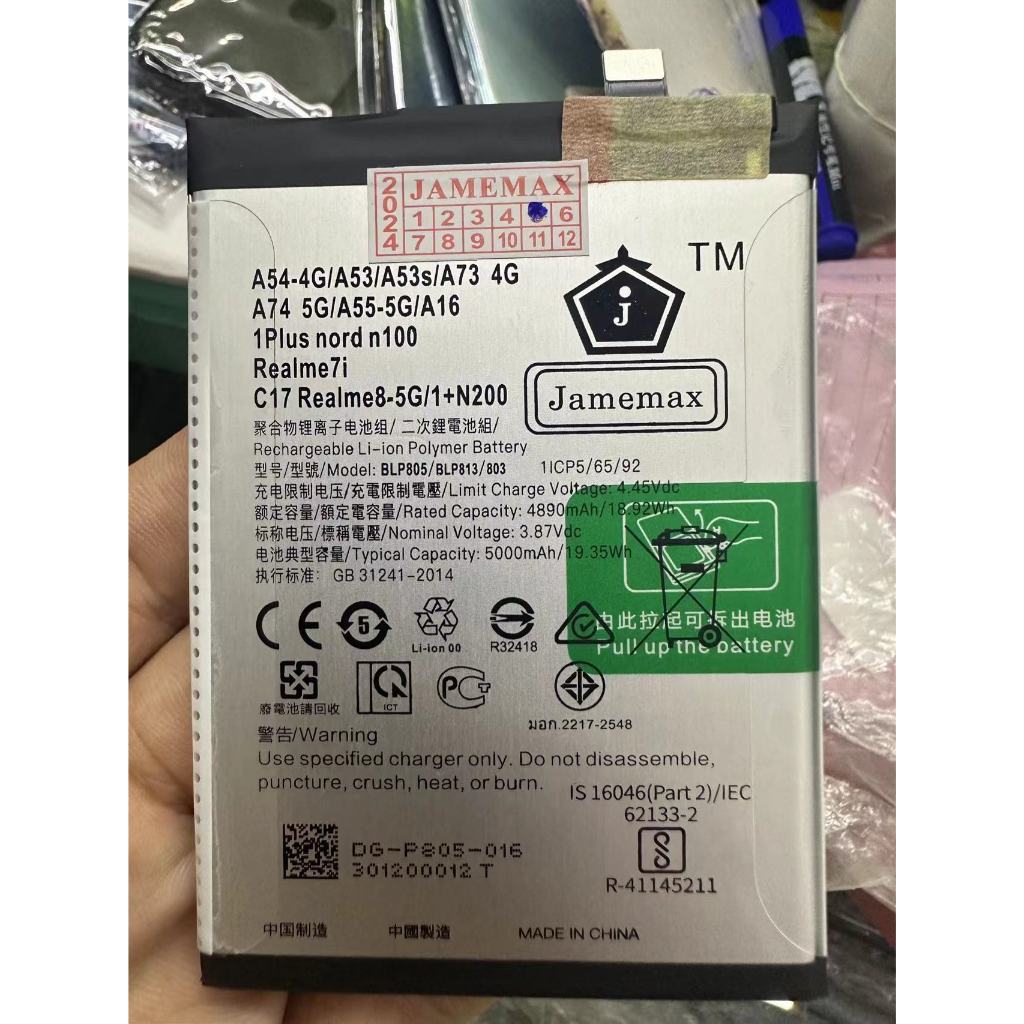 2024 JAMEMAX
1 2 3 4 6
7 8 9 10 11 12
TM
A54-4G/A53/A53s/A73 4G
A74 5G/A55-5G/A16
1Plus nord n100
Realme7i
C17 Realme8-5G/1+N200
j
Jamemax
聚合物锂离子电池组/二次鋰電池組/
Rechargeable Li-ion Polymer Battery
型号/型號/Model: BLP805/BLP813/803 1ICP5/65/92
充电限制电压/充電限制電壓/Limit Charge Voltage: 4.45Vdc
额定容量/額定電容量/Rated Capacity: 4890mAh/18.92Wh
标称电压/標稱電壓/Nominal Voltage: 3.87Vdc
电池典型容量/Typical Capacity: 5000mAh/19.35Wh
执行标准: GB 31241-2014
由此拉起可拆出电池
Pull up the battery
CE 5 Li-ion 00 R32418
廢電池請回收 ICT PCT มอก.2217-2548
警告/Warning
Use specified charger only. Do not disassemble,
puncture, crush, heat, or burn.
IS 16046(Part 2)/IEC
62133-2
R-41145211
DG-P805-016
301200012 T
中国制造 中國製造 MADE IN CHINA